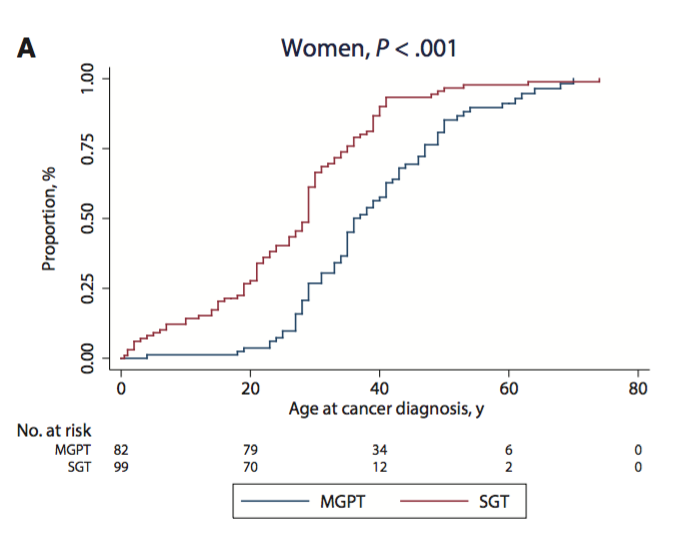 A
Women, P < .001
Proportion, %
1.00
0.75
0.50
0.25
0.00
0 20 40 60 80
Age at cancer diagnosis, y
No. at risk
MGPT 82 79 34 6 0
SGT 99 70 12 2 0
MGPT SGT